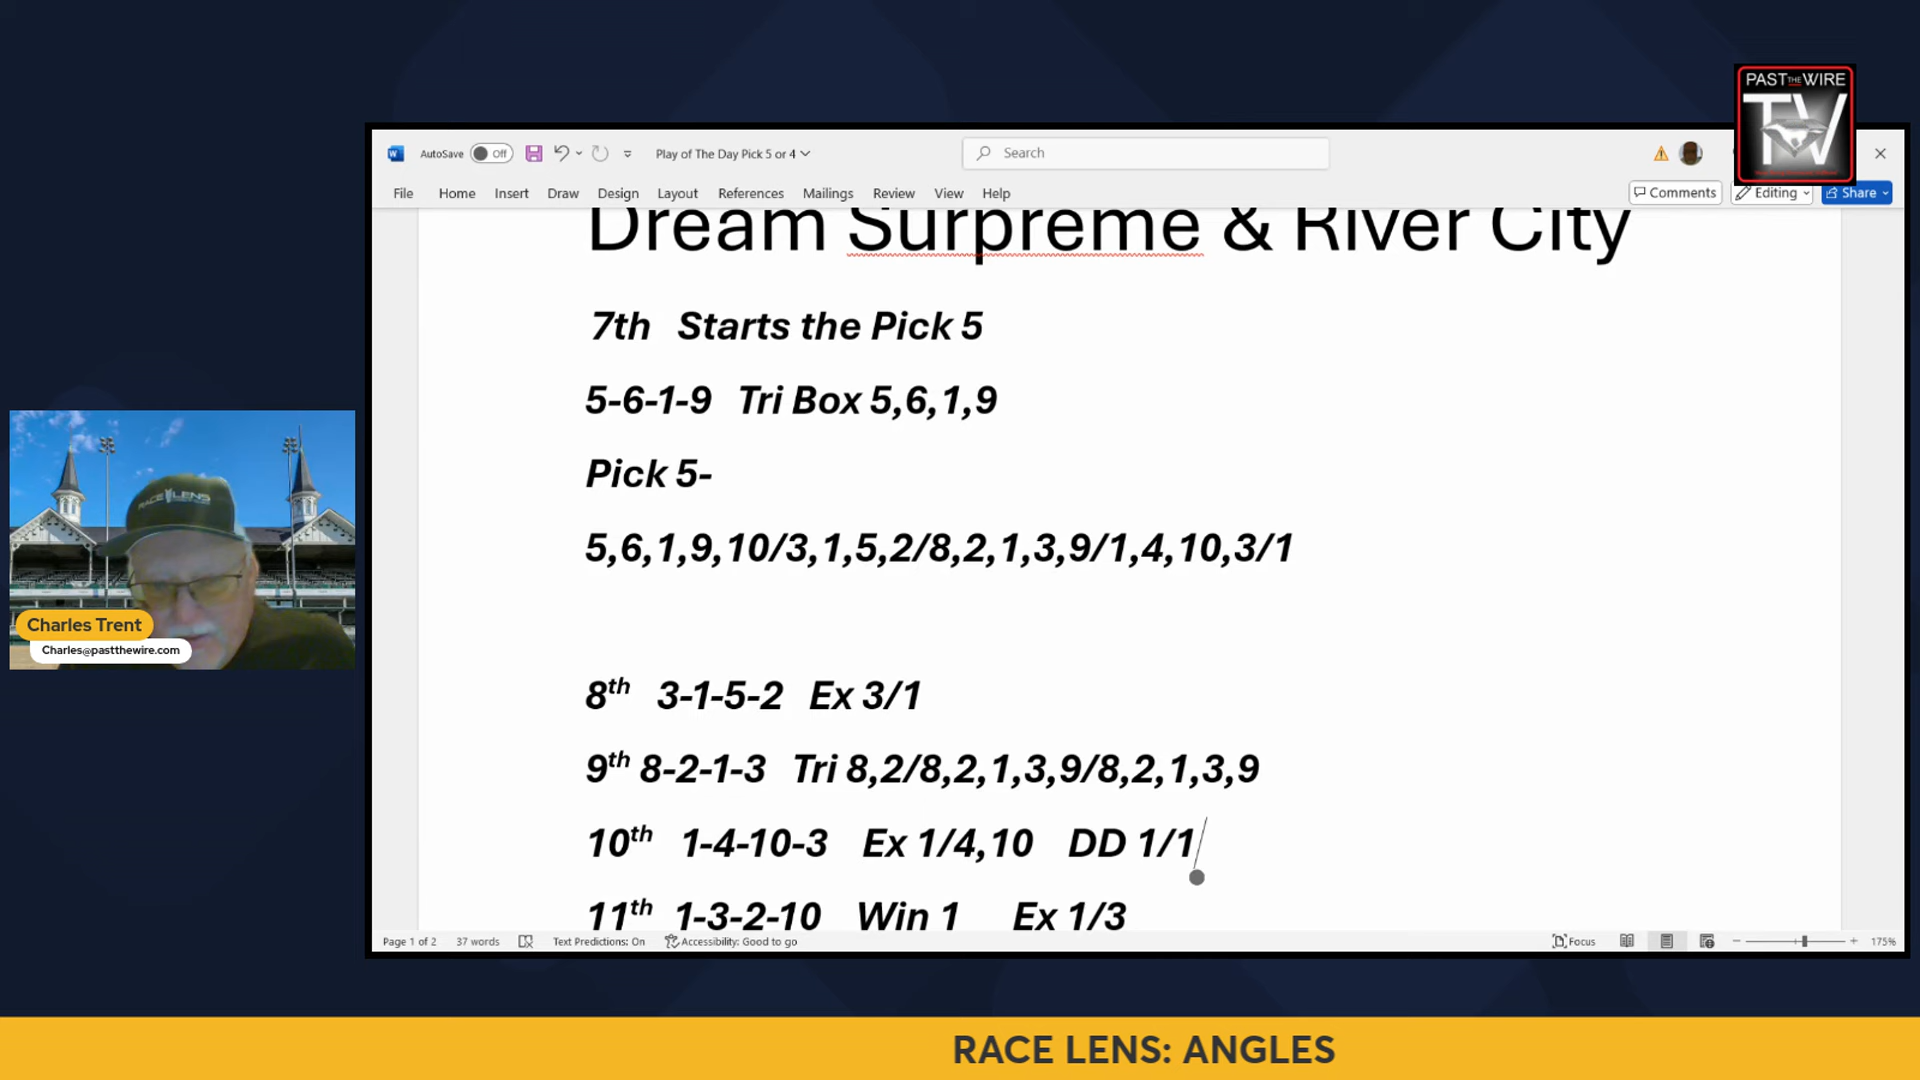 PAST THE WIRE
TV
AutoSave Off
Play of The Day Pick 5 or 4
Search
File Home Insert Draw Design Layout References Mailings Review View Help
Comments Editing Share
Dream Surpreme & River City
7th Starts the Pick 5
5-6-1-9 Tri Box 5,6,1,9
Pick 5-
5,6,1,9,10/3,1,5,2/8,2,1,3,9/1,4,10,3/1
8th 3-1-5-2 Ex 3/1
9th 8-2-1-3 Tri 8,2/8,2,1,3,9/8,2,1,3,9
10th 1-4-10-3 Ex 1/4,10 DD 1/1
11th 1-3-2-10 Win 1 Ex 1/3
Page 1 of 2 37 words Text Predictions: On Accessibility: Good to go Focus 175%
RACE LENS
Charles Trent
Charles@pastthewire.com
RACE LENS: ANGLES